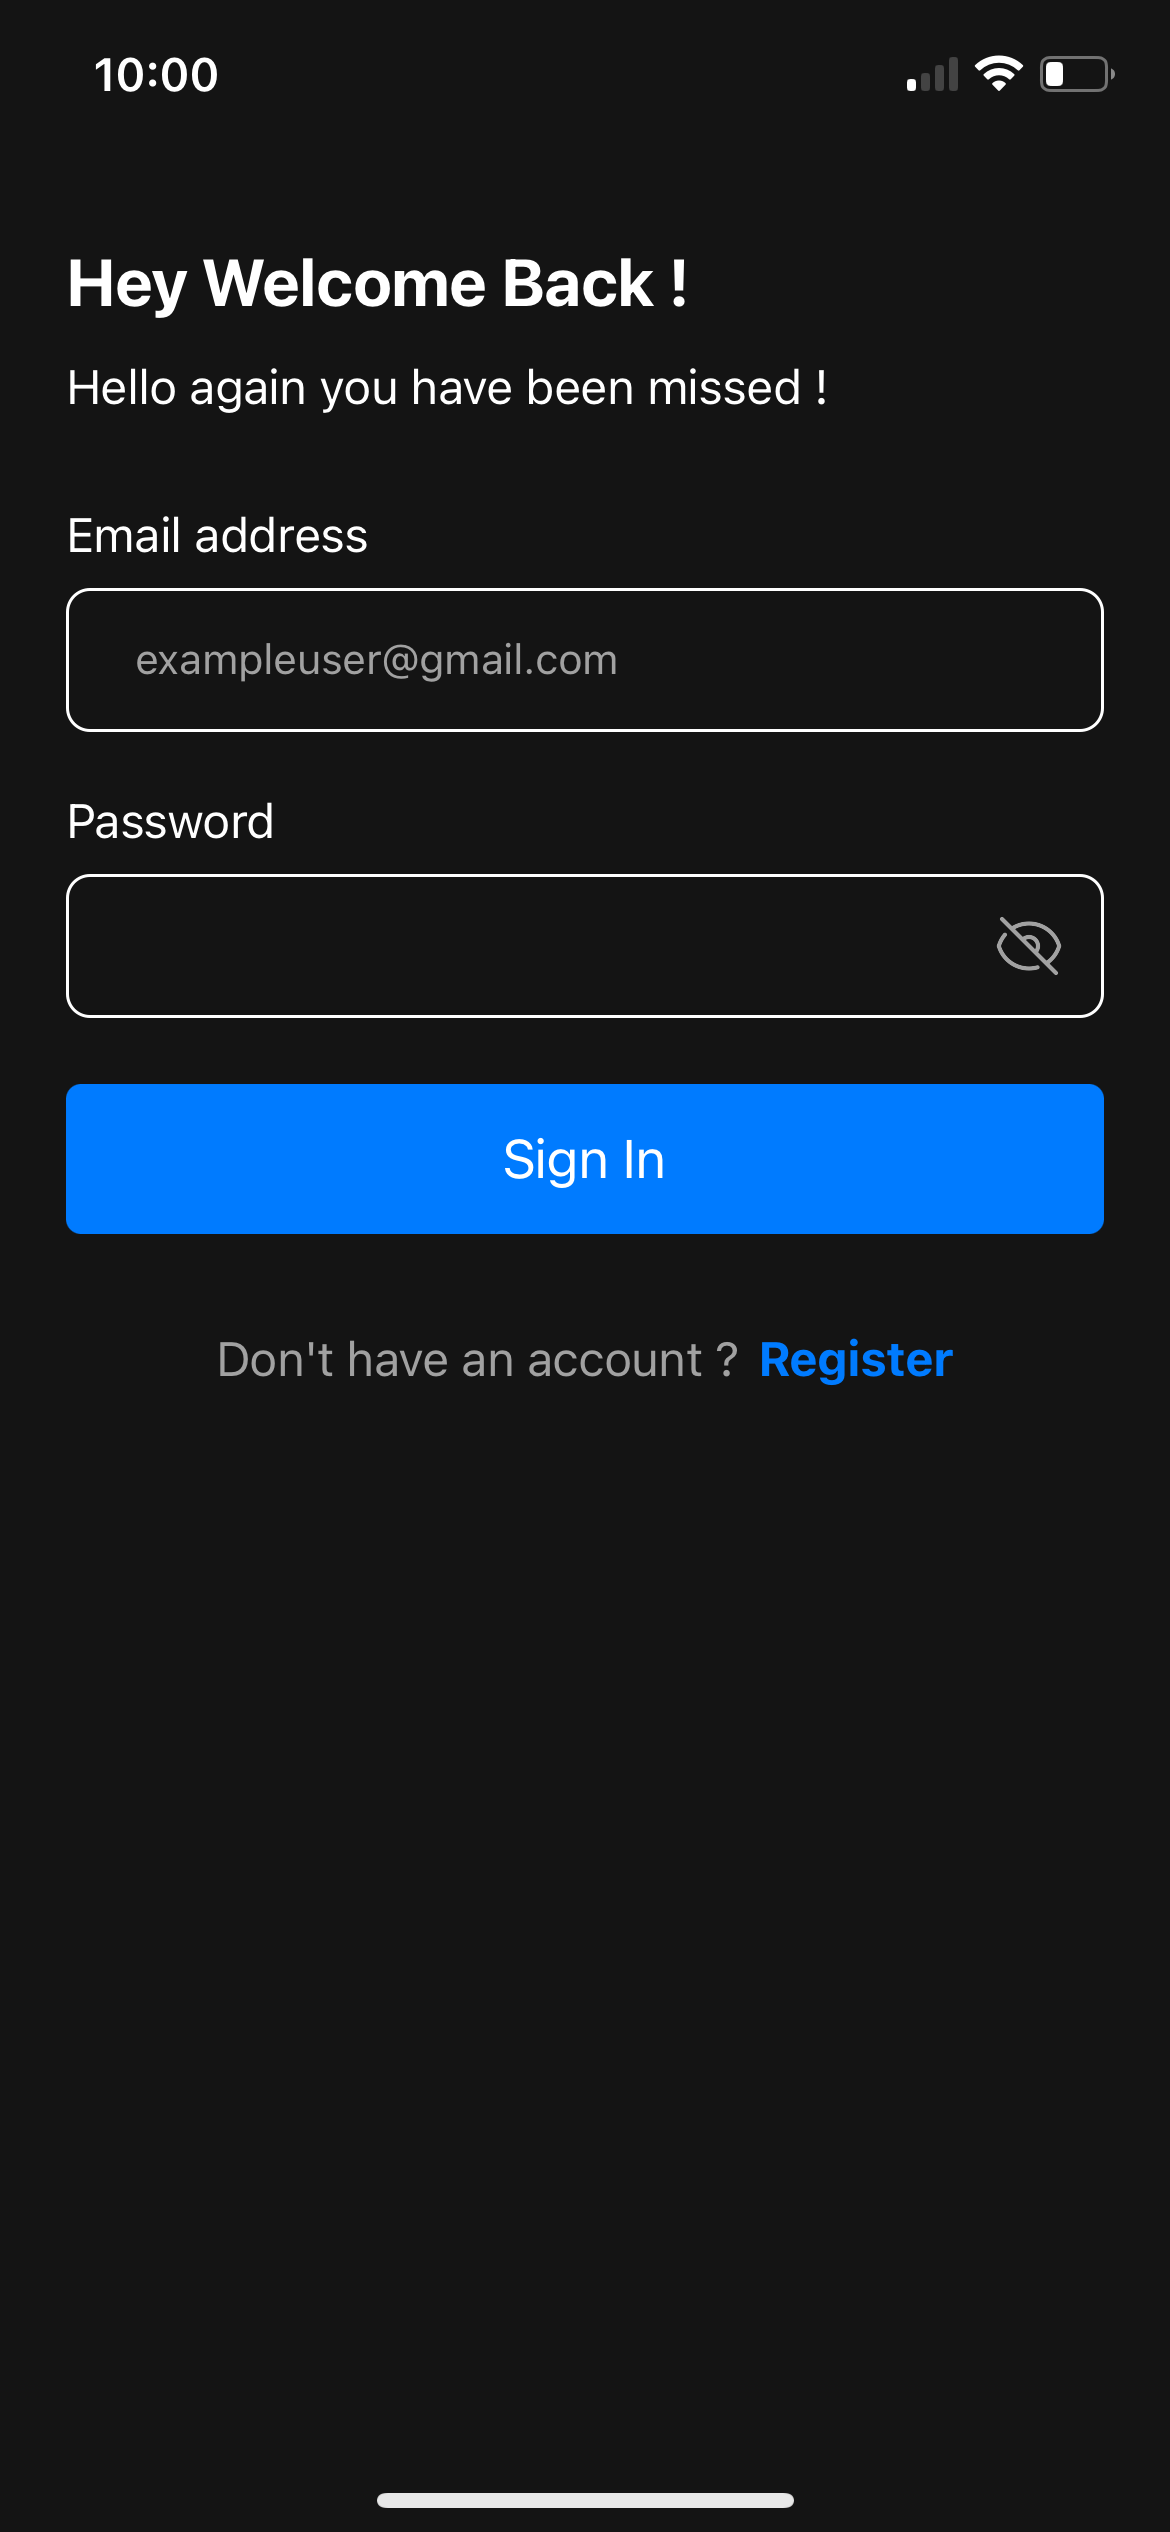 10:00
Hey Welcome Back !
Hello again you have been missed !
Email address
exampleuser@gmail.com
Password
Sign In
Don't have an account ? Register